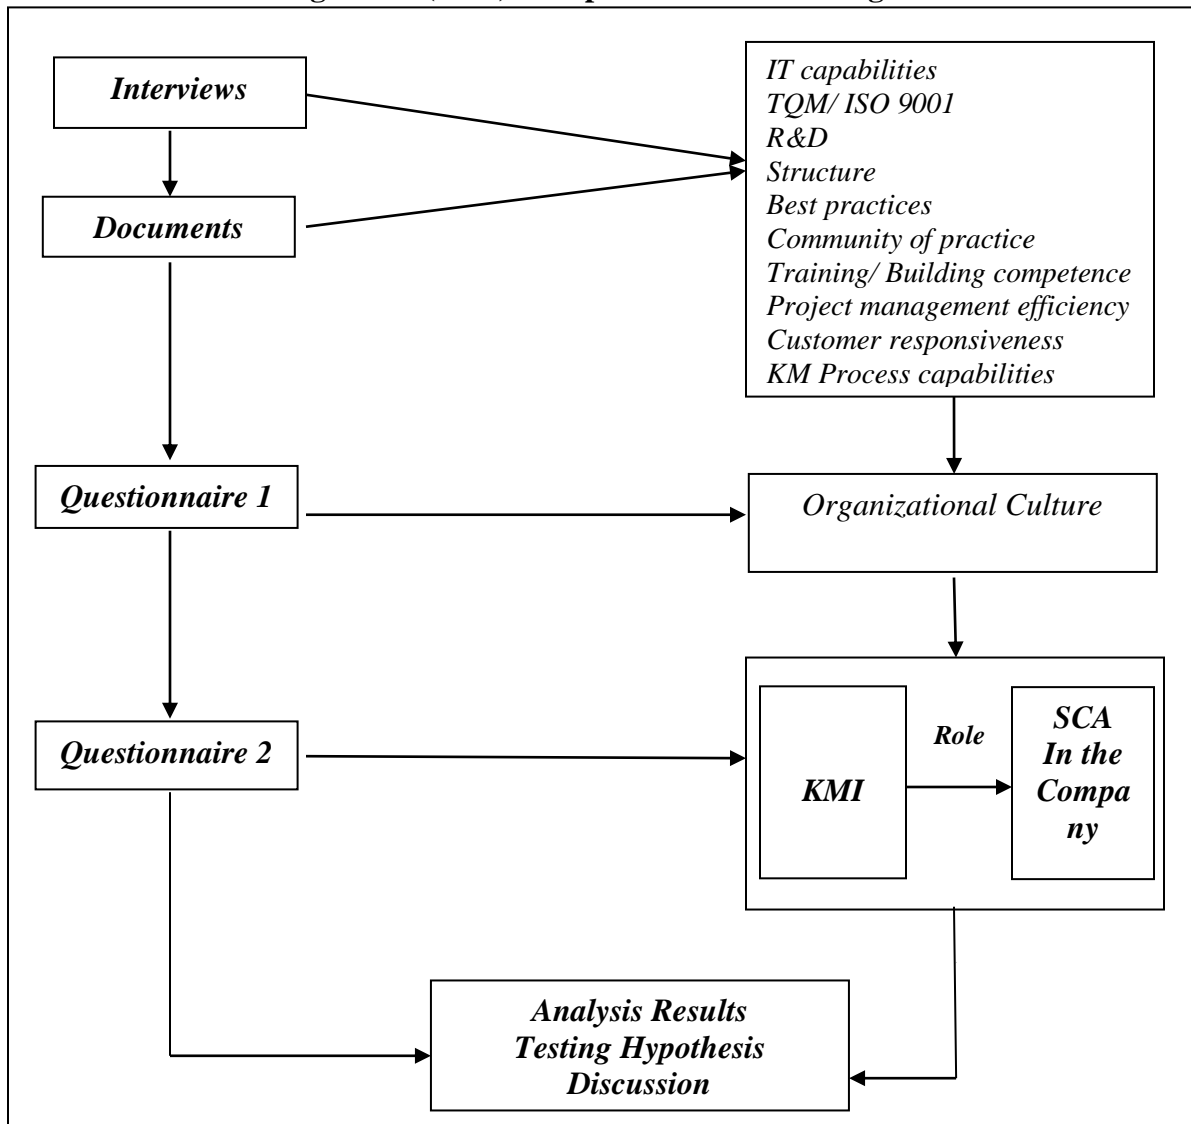 Interviews
IT capabilities
TQM/ ISO 9001
R&D
Structure
Best practices
Community of practice
Training/ Building competence
Project management efficiency
Customer responsiveness
KM Process capabilities
Documents
Questionnaire 1
Organizational Culture
Questionnaire 2
KMI
Role
SCA
In the
Compa
ny
Analysis Results
Testing Hypothesis
Discussion